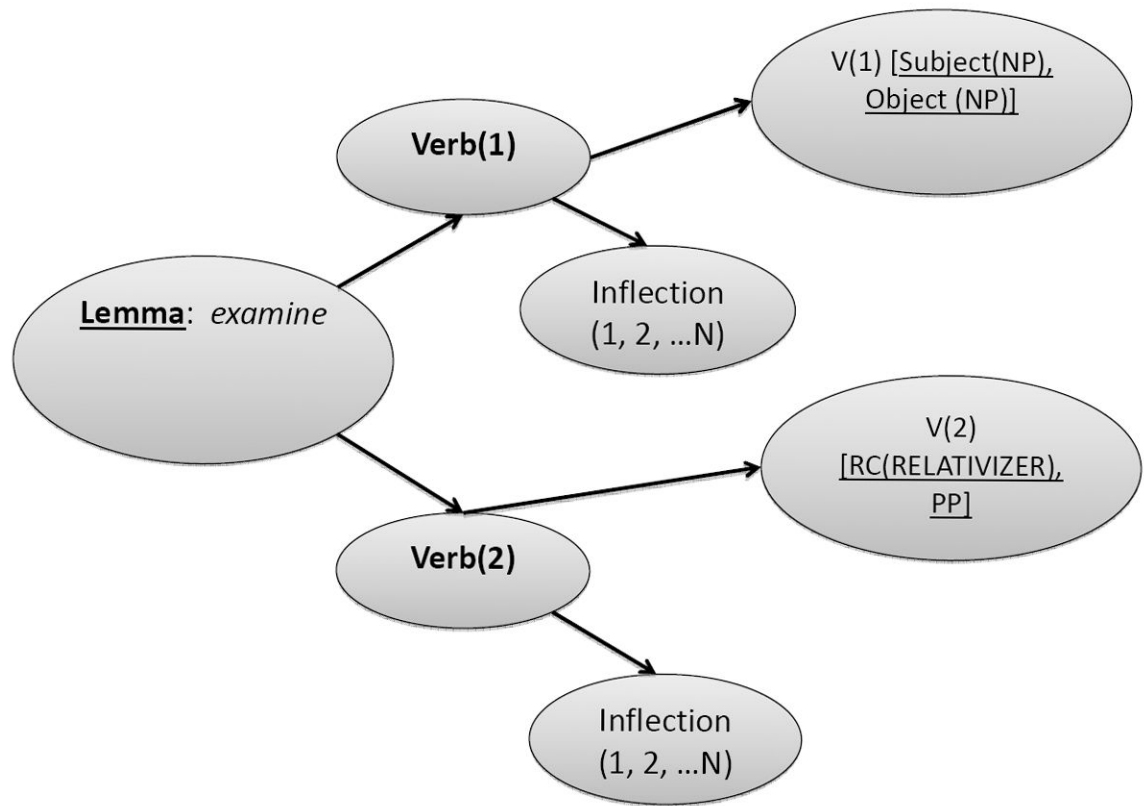 V(1) [Subject(NP),
Object (NP)]
Verb(1)
Inflection
(1, 2, ...N)
Lemma: examine
V(2)
[RC(RELATIVIZER),
PP]
Verb(2)
Inflection
(1, 2, ...N)